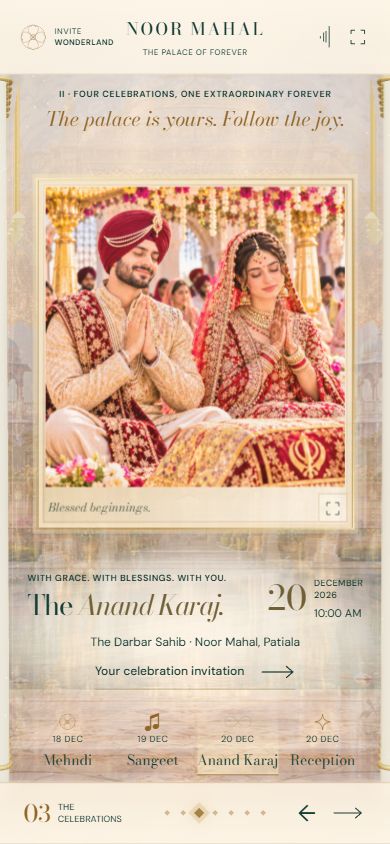 INVITE
WONDERLAND
NOOR MAHAL
THE PALACE OF FOREVER
II · FOUR CELEBRATIONS, ONE EXTRAORDINARY FOREVER
The palace is yours. Follow the joy.
Blessed beginnings.
WITH GRACE. WITH BLESSINGS. WITH YOU.
The Anand Karaj.
20
DECEMBER
2026
10:00 AM
The Darbar Sahib · Noor Mahal, Patiala
Your celebration invitation
18 DEC
Mehndi
19 DEC
Sangeet
20 DEC
Anand Karaj
20 DEC
Reception
03
THE
CELEBRATIONS